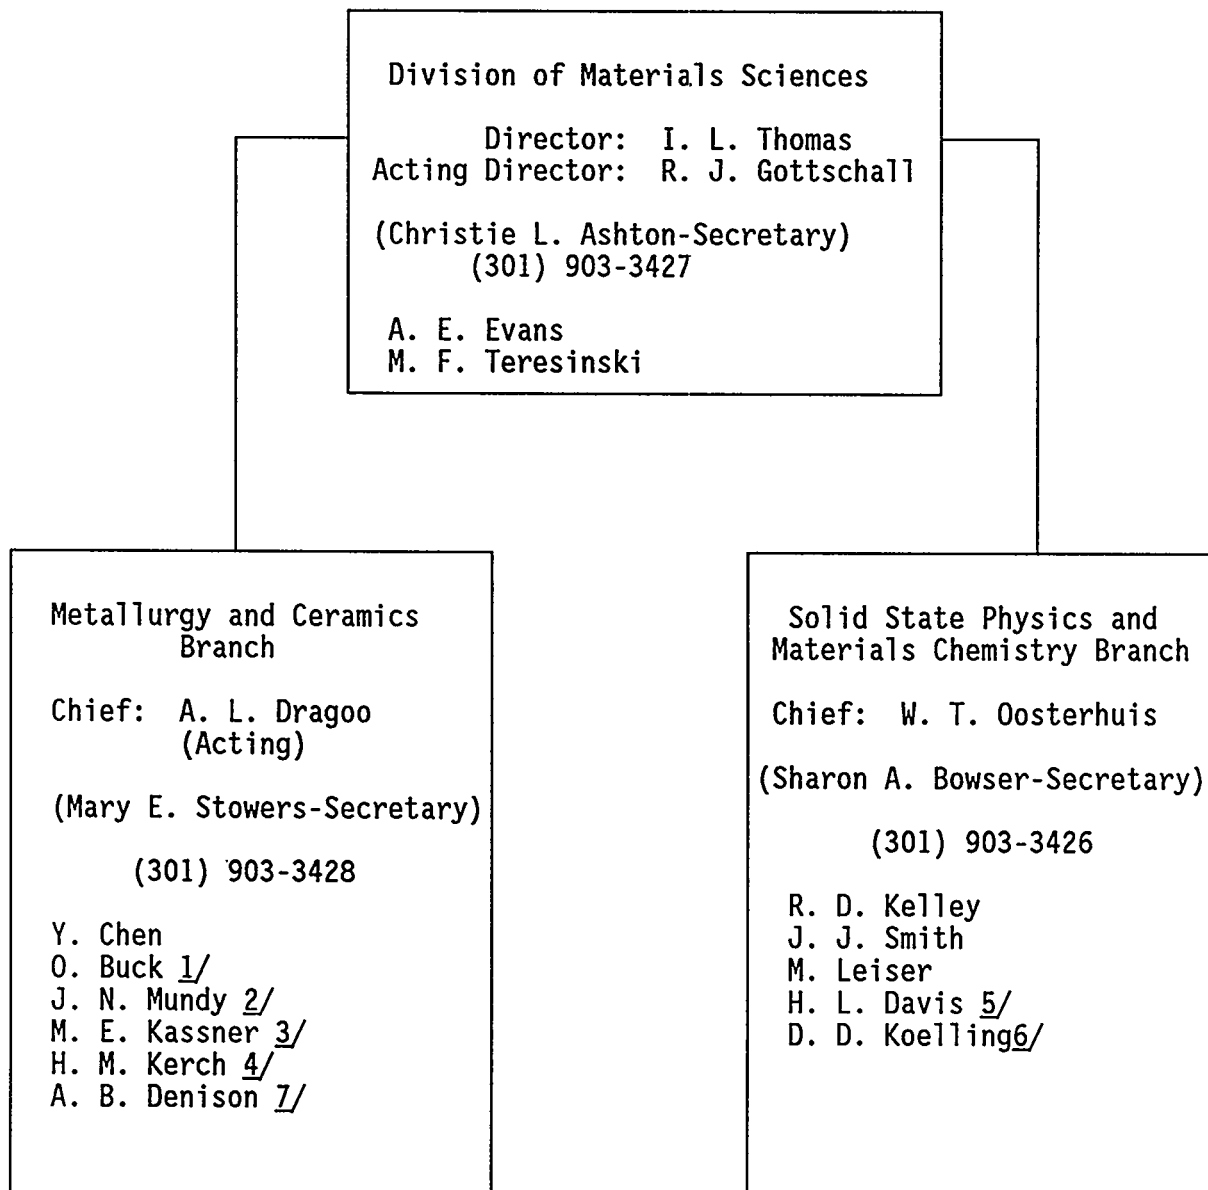 Division of Materials Sciences
Director: I. L. Thomas
Acting Director: R. J. Gottschall
(Christie L. Ashton-Secretary)
(301) 903-3427
A. E. Evans
M. F. Teresinski
Metallurgy and Ceramics
Branch
Chief: A. L. Dragoo
(Acting)
(Mary E. Stowers-Secretary)
(301) 903-3428
Y. Chen
O. Buck 1/
J. N. Mundy 2/
M. E. Kassner 3/
H. M. Kerch 4/
A. B. Denison 7/
Solid State Physics and
Materials Chemistry Branch
Chief: W. T. Oosterhuis
(Sharon A. Bowser-Secretary)
(301) 903-3426
R. D. Kelley
J. J. Smith
M. Leiser
H. L. Davis 5/
D. D. Koelling6/